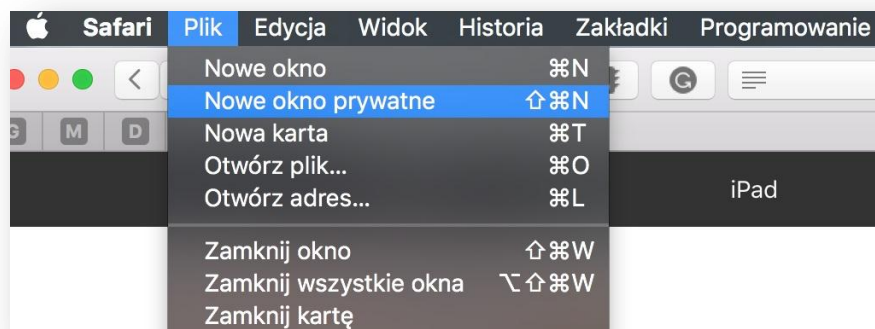 Safari Plik Edycja Widok Historia Zakładki Programowanie
Nowe okno ⌘N
Nowe okno prywatne ⇧⌘N
G
M D
Nowa karta ⌘T
Otwórz plik... ⌘O
Otwórz adres... ⌘L
iPad
Zamknij okno ⇧⌘W
Zamknij wszystkie okna ⌥⇧⌘W
Zamknij kartę